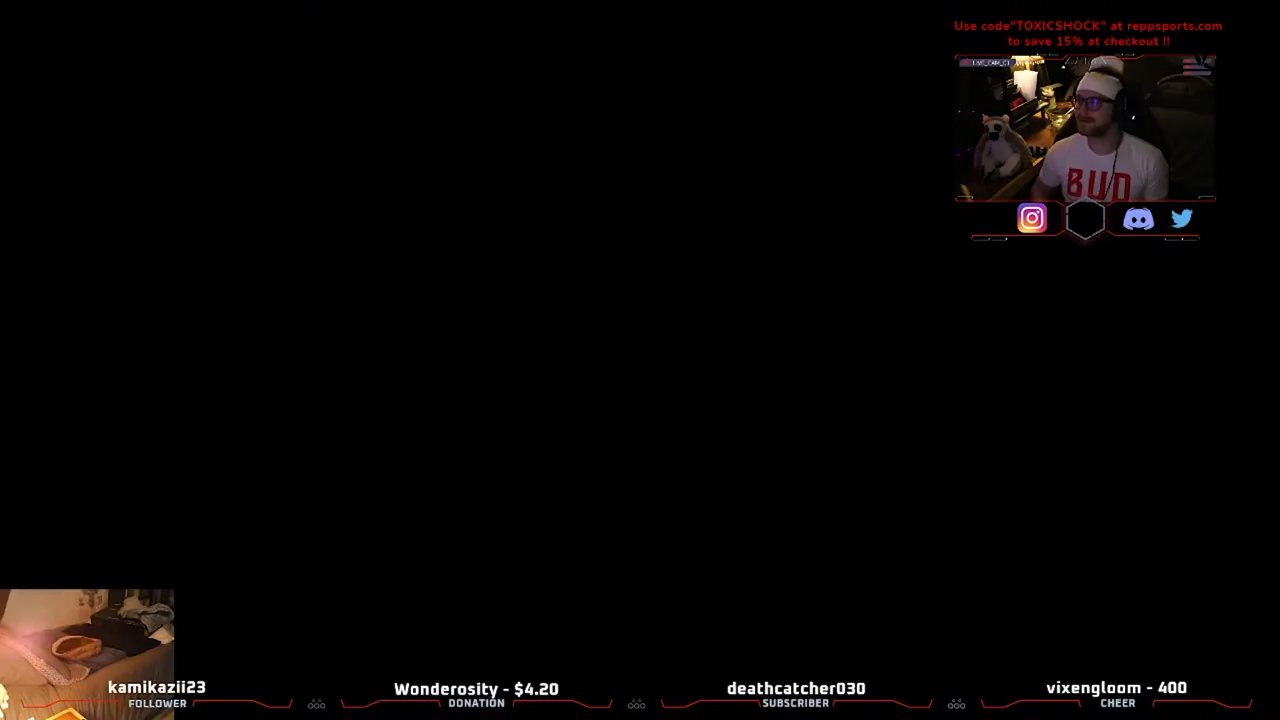 Use code"TOXICSHOCK" at reppsports.com
to save 15% at checkout !!
BUD
kamikazii23
FOLLOWER
Wonderosity - $4.20
DONATION
deathcatcher030
SUBSCRIBER
vixengloom - 400
CHEER